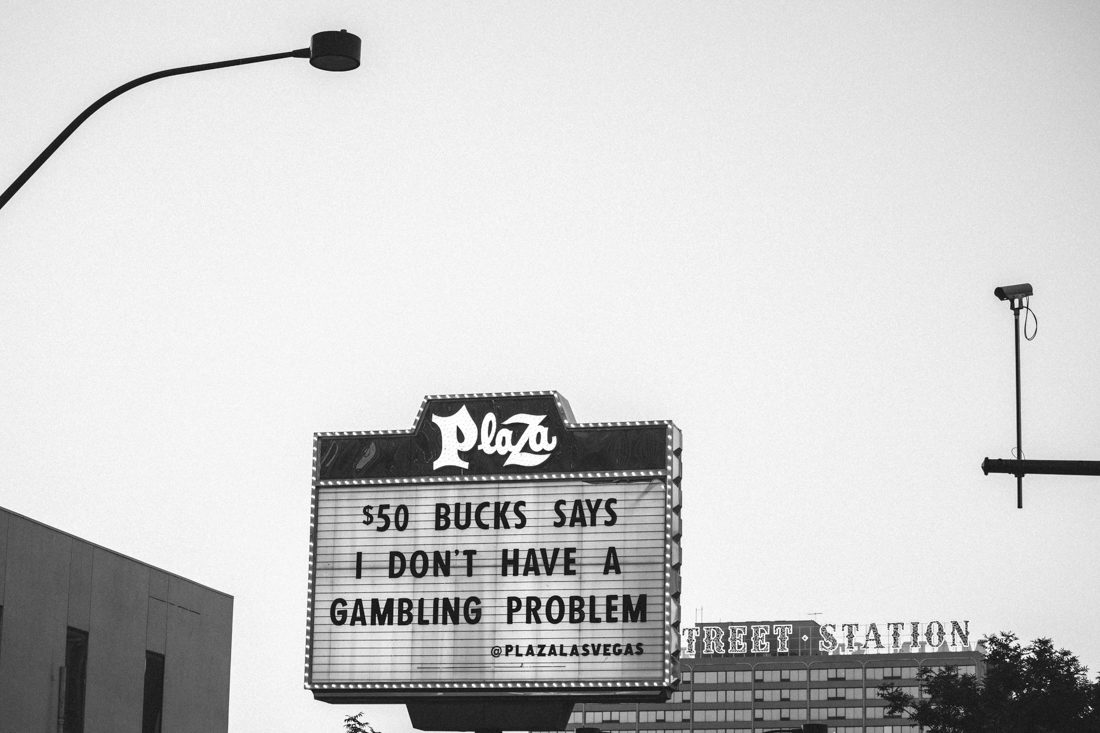 Plaza
$50 BUCKS SAYS
I DON'T HAVE A
GAMBLING PROBLEM
@PLAZALASVEGAS
TREET STATION